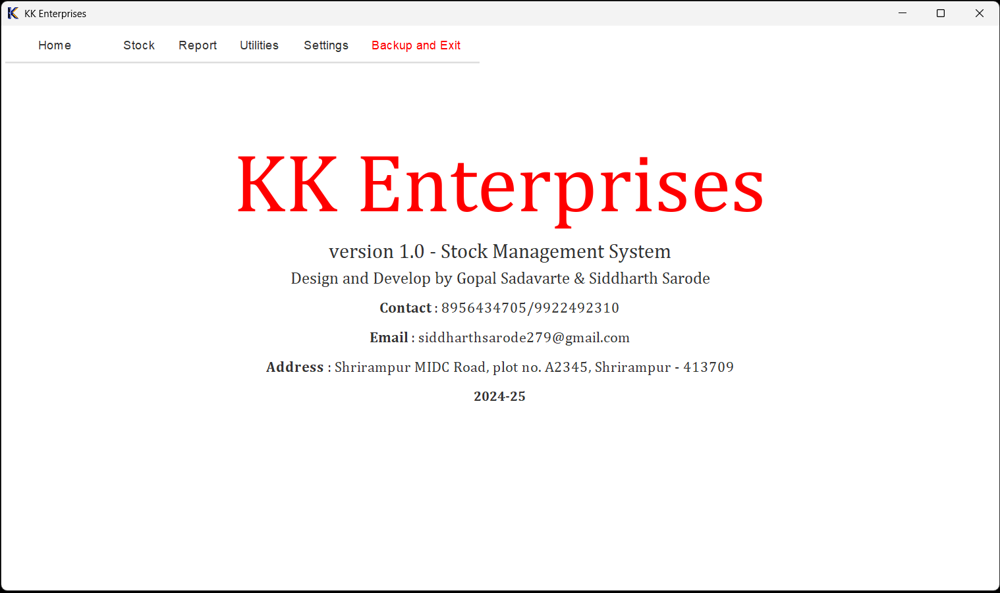 KK Enterprises
Home Stock Report Utilities Settings Backup and Exit
KK Enterprises
version 1.0 - Stock Management System
Design and Develop by Gopal Sadavarte & Siddharth Sarode
Contact : 8956434705/9922492310
Email : siddharthsarode279@gmail.com
Address : Shrirampur MIDC Road, plot no. A2345, Shrirampur - 413709
2024-25